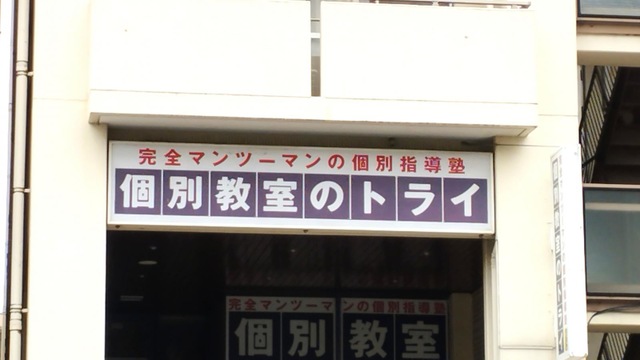 完全マンツーマンの個別指導塾
個別教室のトライ
完全マンツーマンの個別指導塾
個別教室